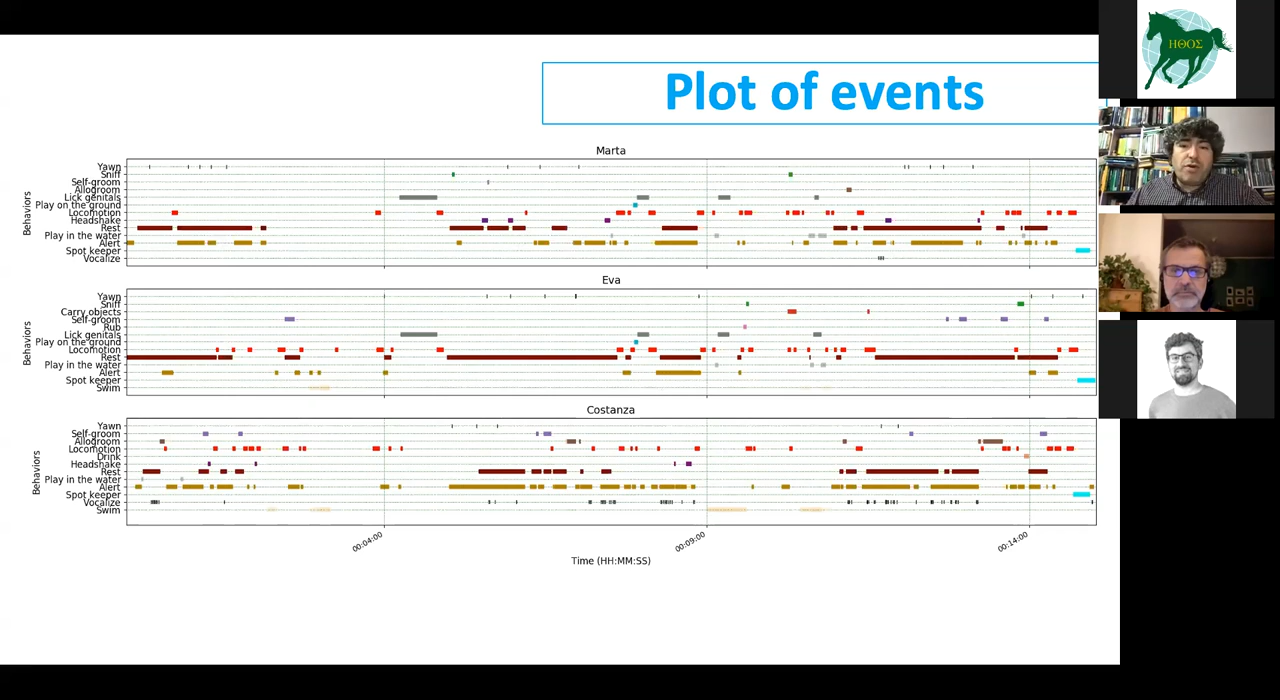 Plot of events
ΗΘΟΣ
Marta
Behaviors
Yawn
Sniff
Self-groom
Allogroom
Lick genitals
Play on the ground
Locomotion
Headshake
Rest
Play in the water
Alert
Spot keeper
Vocalize
Eva
Behaviors
Yawn
Sniff
Carry objects
Self-groom
Rub
Lick genitals
Play on the ground
Locomotion
Rest
Play in the water
Alert
Spot keeper
Swim
Costanza
Behaviors
Yawn
Self-groom
Allogroom
Locomotion
Drink
Headshake
Rest
Play in the water
Alert
Spot keeper
Vocalize
Swim
00:04:00
00:09:00
00:14:00
Time (HH:MM:SS)